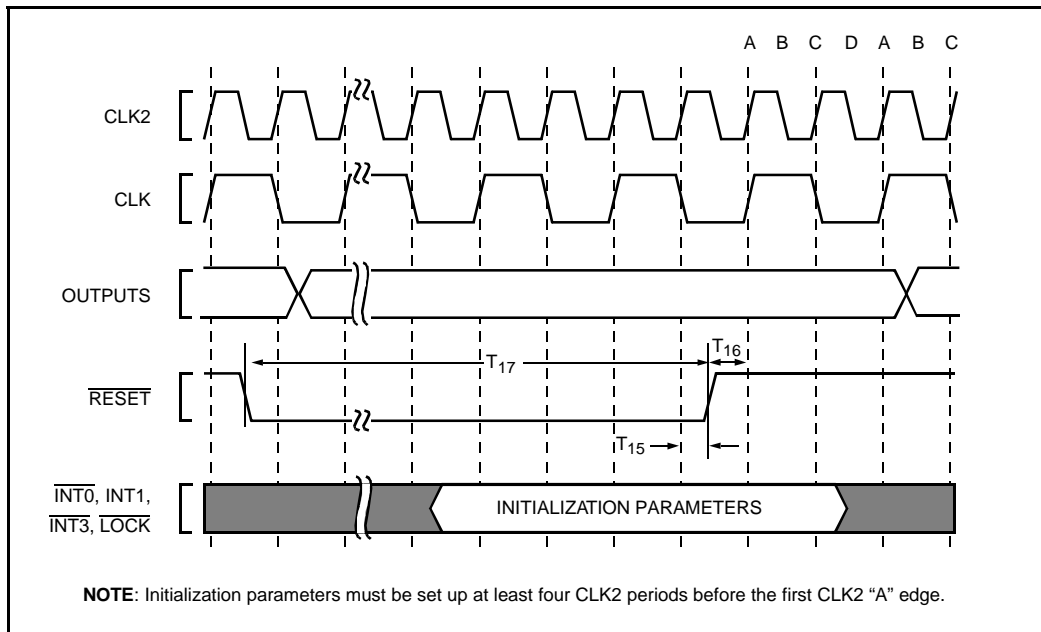 A B C D A B C
CLK2
CLK
OUTPUTS
T16
T17
RESET
T15
INT0, INT1,
INT3, LOCK
INITIALIZATION PARAMETERS
NOTE: Initialization parameters must be set up at least four CLK2 periods before the first CLK2 “A” edge.